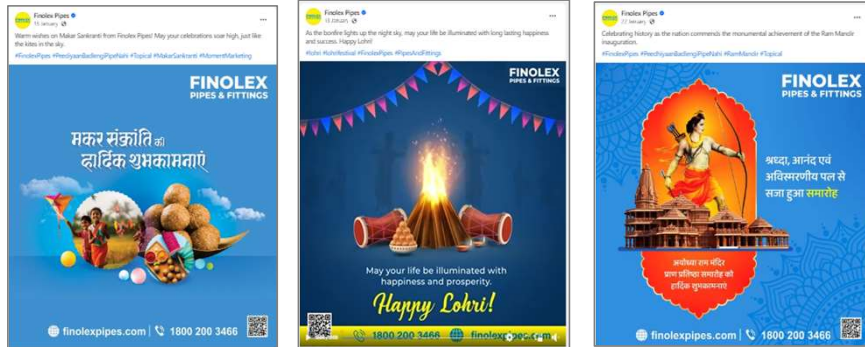 Finolex Pipes
15 January
Warm wishes on Makar Sankranti from Finolex Pipes! May your celebrations soar high, just like
the kites in the sky.
#FinolexPipes #PeediyaanBadlengiPipeNahi #Topical #MakarSankranti #MomentMarketing
FINOLEX
PIPES & FITTINGS
मकर संक्रांति की
हार्दिक शुभकामनाएं
finolexpipes.com | 1800 200 3466
Finolex Pipes
13 January
As the bonfire lights up the night sky, may your life be illuminated with long lasting happiness
and success. Happy Lohri!
#lohri #lohrifestival #FinolexPipes #PipesAndFittings
FINOLEX
PIPES & FITTINGS
May your life be illuminated with
happiness and prosperity.
Happy Lohri!
1800 200 3466 finolexpipes.com
Finolex Pipes
22 January
Celebrating history as the nation commends the monumental achievement of the Ram Mandir
inauguration.
#FinolexPipes #PeediyaanBadlengiPipeNahi #RamMandir #Topical
FINOLEX
PIPES & FITTINGS
श्रध्दा, आनंद एवं
अविस्मरणीय पल से
सजा हुआ समारोह
अयोध्या राम मंदिर
प्राण प्रतिष्ठा समारोह की
हार्दिक शुभकामनाएं
finolexpipes.com | 1800 200 3466